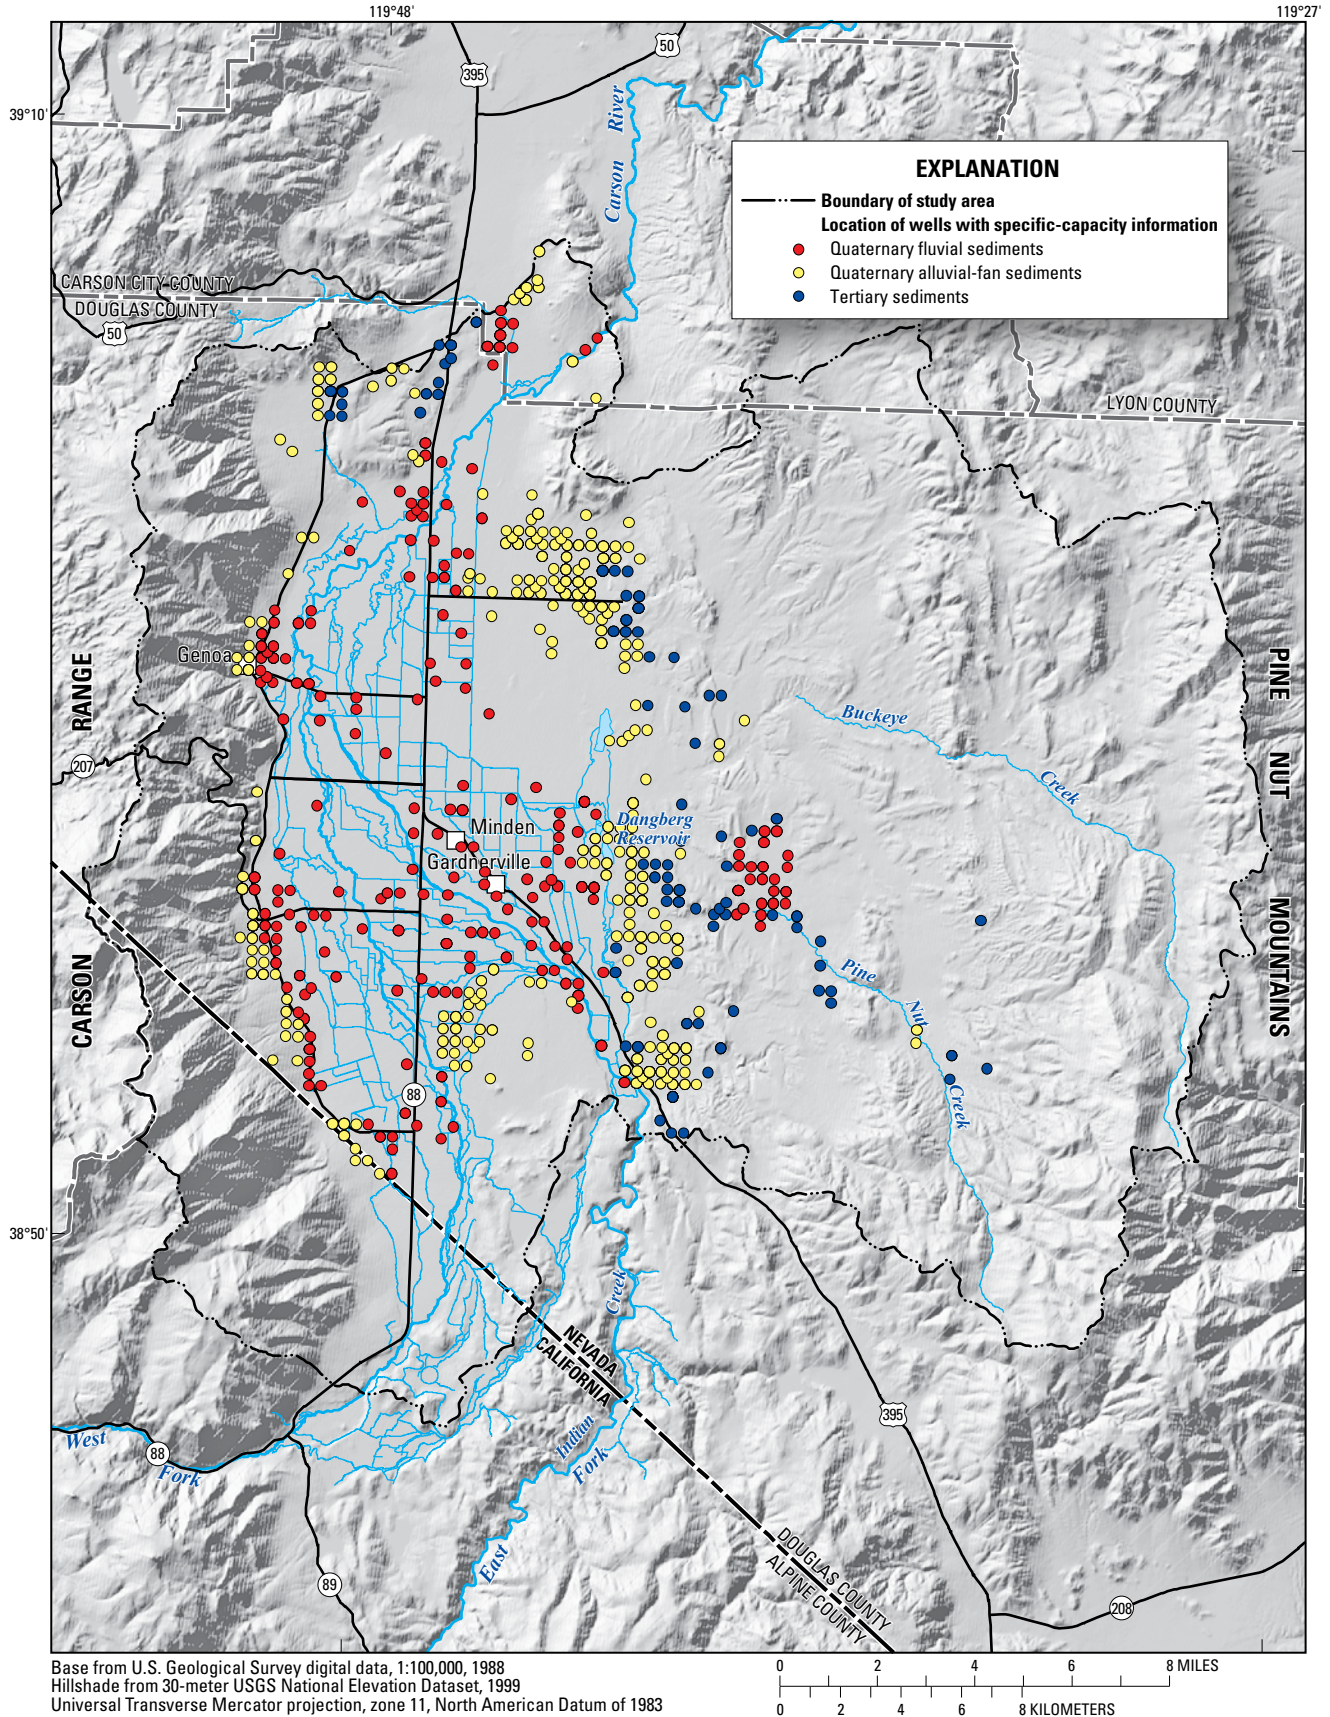 119°48'
119°27'
50
395
39°10'
Carson River
EXPLANATION
Boundary of study area
Location of wells with specific-capacity information
Quaternary fluvial sediments
Quaternary alluvial-fan sediments
Tertiary sediments
CARSON CITY COUNTY
DOUGLAS COUNTY
50
LYON COUNTY
Genoa
CARSON RANGE
PINE NUT MOUNTAINS
Buckeye Creek
207
Dangberg
Reservoir
Minden
Gardnerville
Pine Nut Creek
88
38°50'
Indian Creek
NEVADA
CALIFORNIA
395
West Fork
88
East Fork
DOUGLAS COUNTY
ALPINE COUNTY
89
208
Base from U.S. Geological Survey digital data, 1:100,000, 1988
Hillshade from 30-meter USGS National Elevation Dataset, 1999
Universal Transverse Mercator projection, zone 11, North American Datum of 1983
0 2 4 6 8 MILES
0 2 4 6 8 KILOMETERS